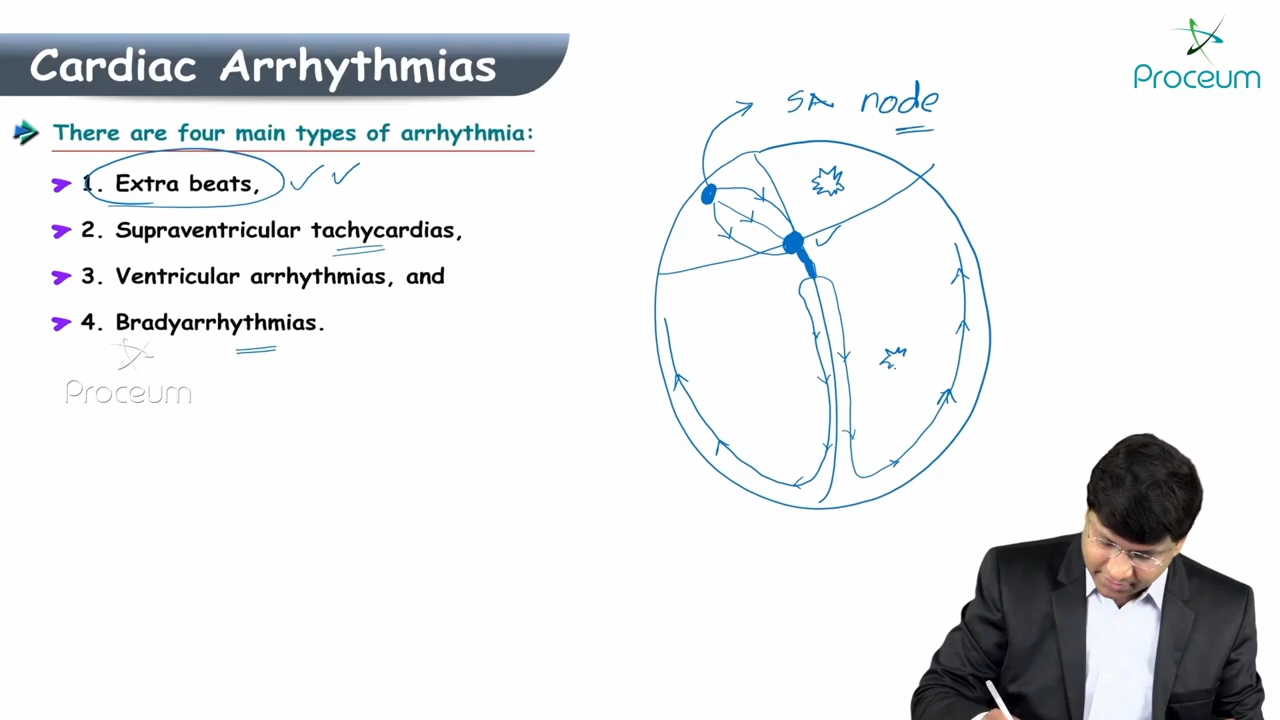 Cardiac Arrhythmias
Proceum
SA node
There are four main types of arrhythmia:
1. Extra beats,
2. Supraventricular tachycardias,
3. Ventricular arrhythmias, and
4. Bradyarrhythmias.
Proceum